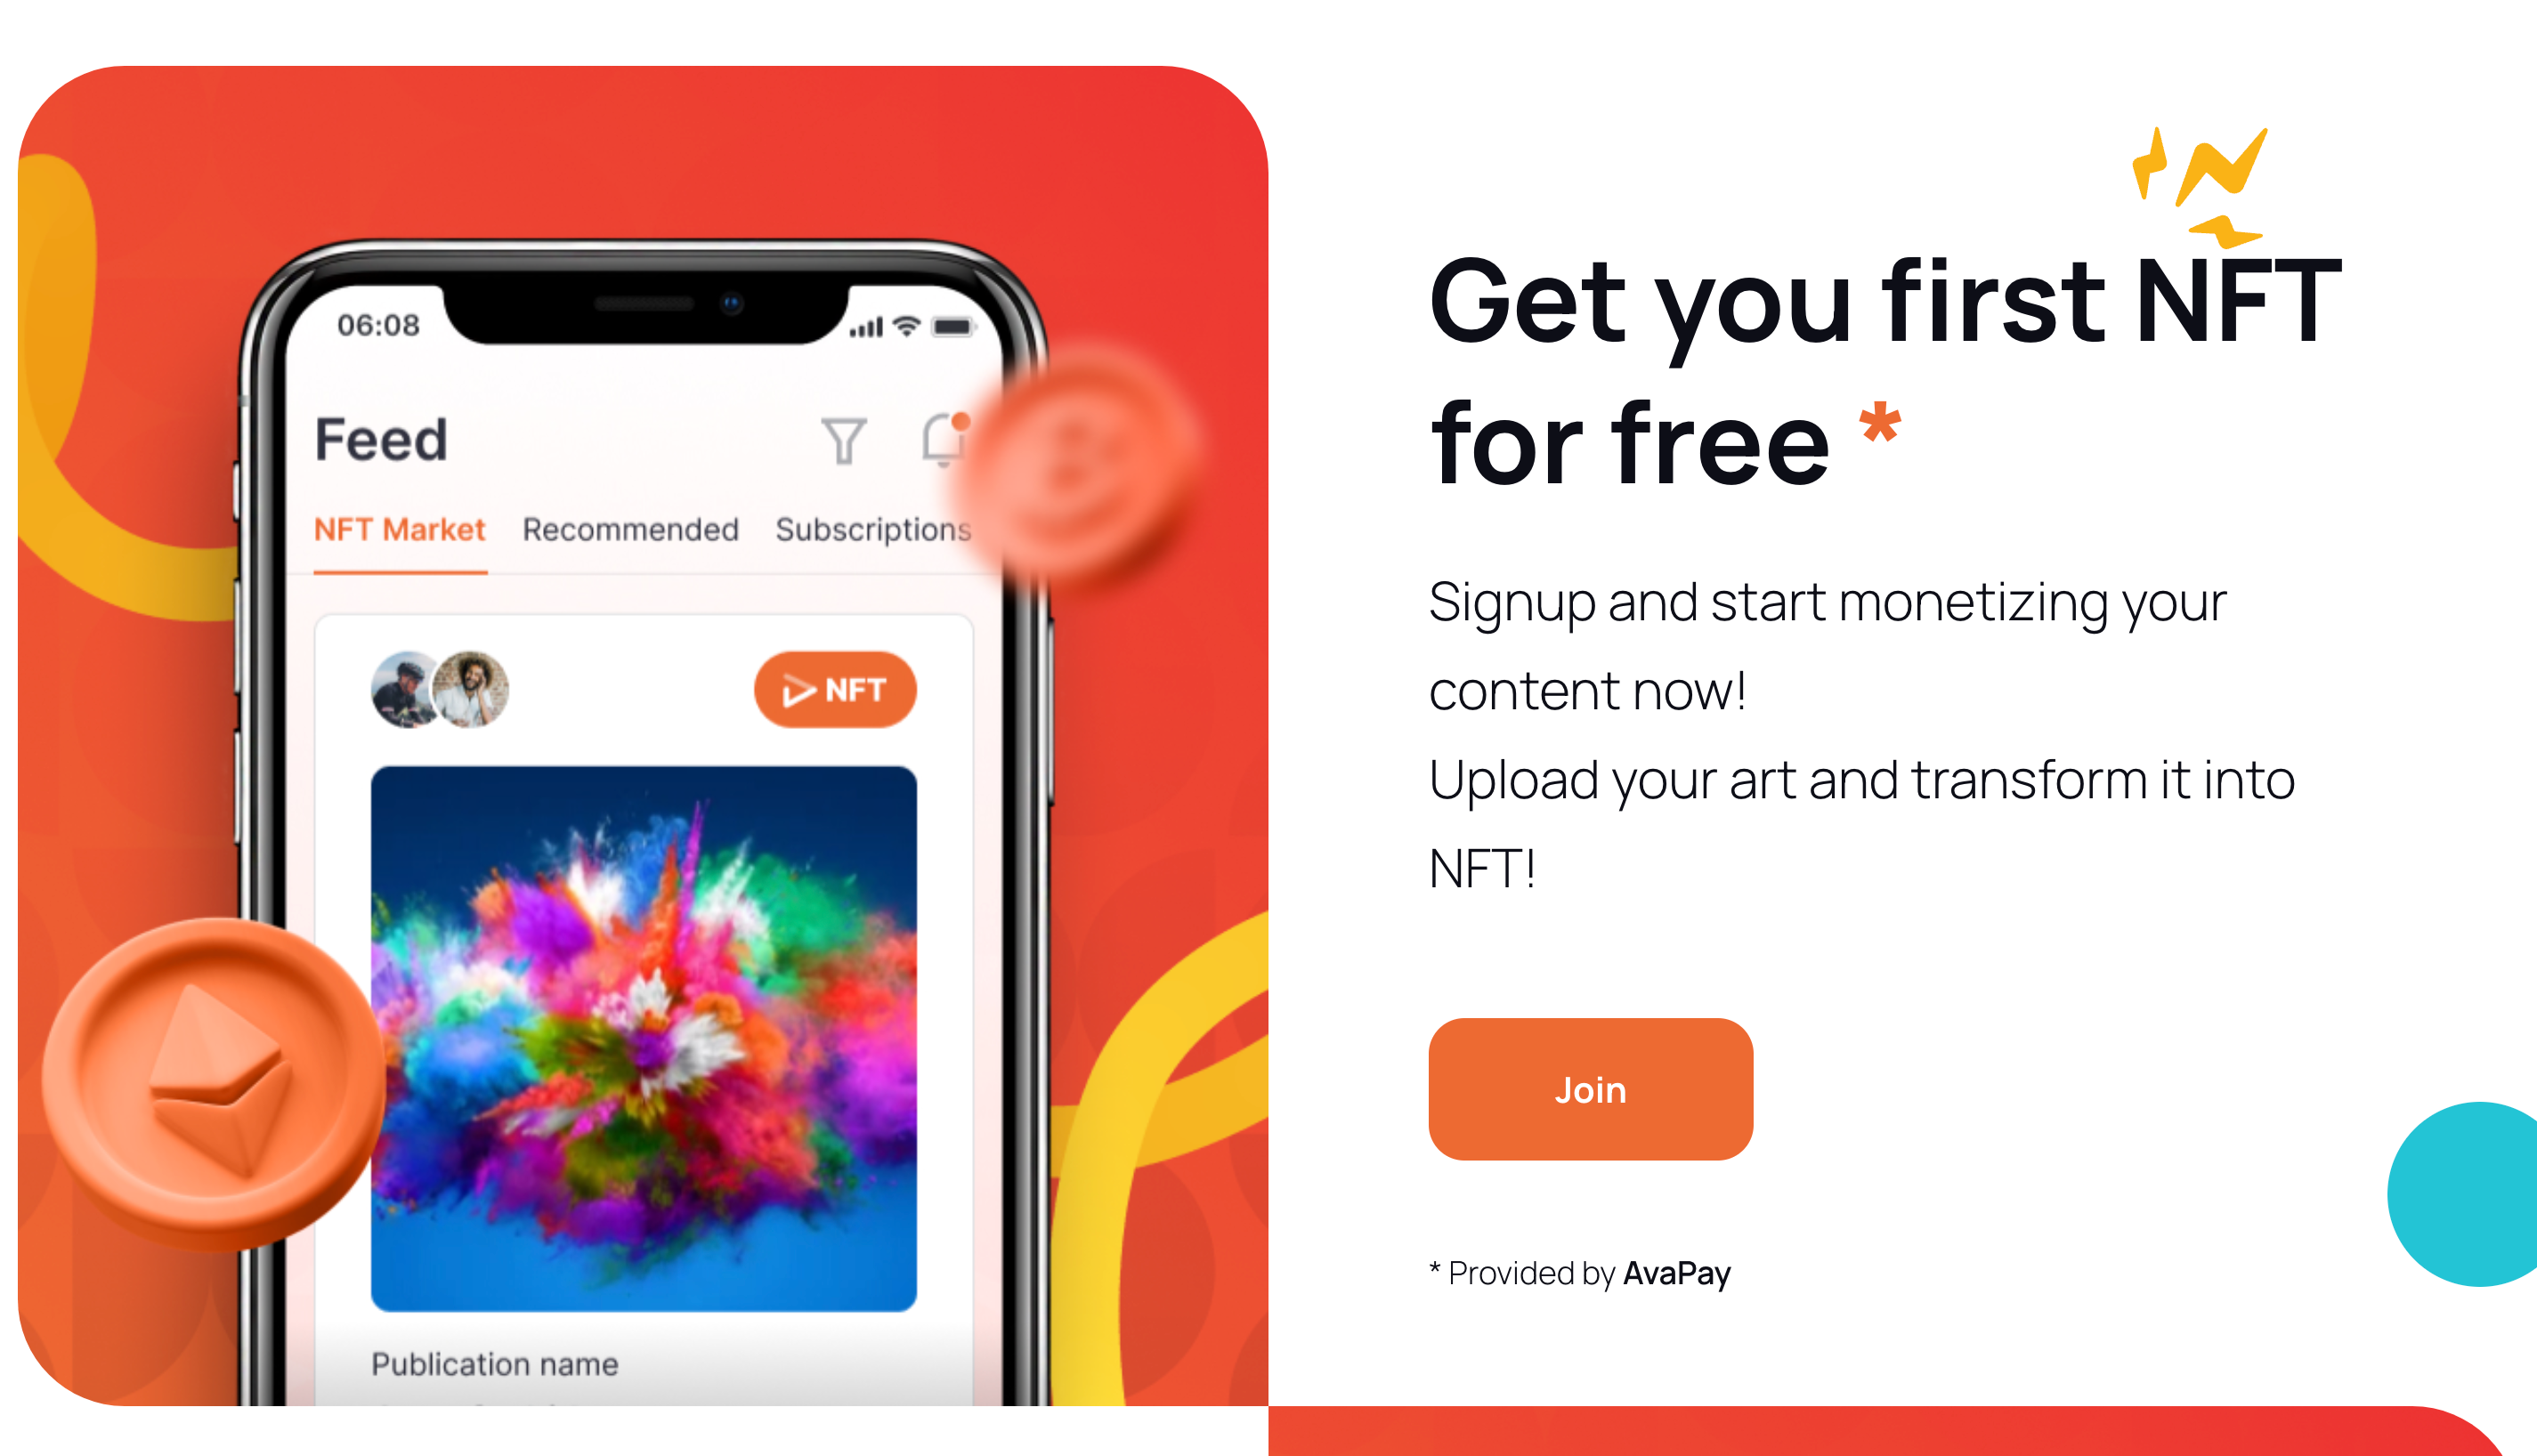 06:08
Feed
NFT Market Recommended Subscriptions
NFT
Publication name
Get you first NFT
for free *
Signup and start monetizing your
content now!
Upload your art and transform it into
NFT!
Join
* Provided by AvaPay